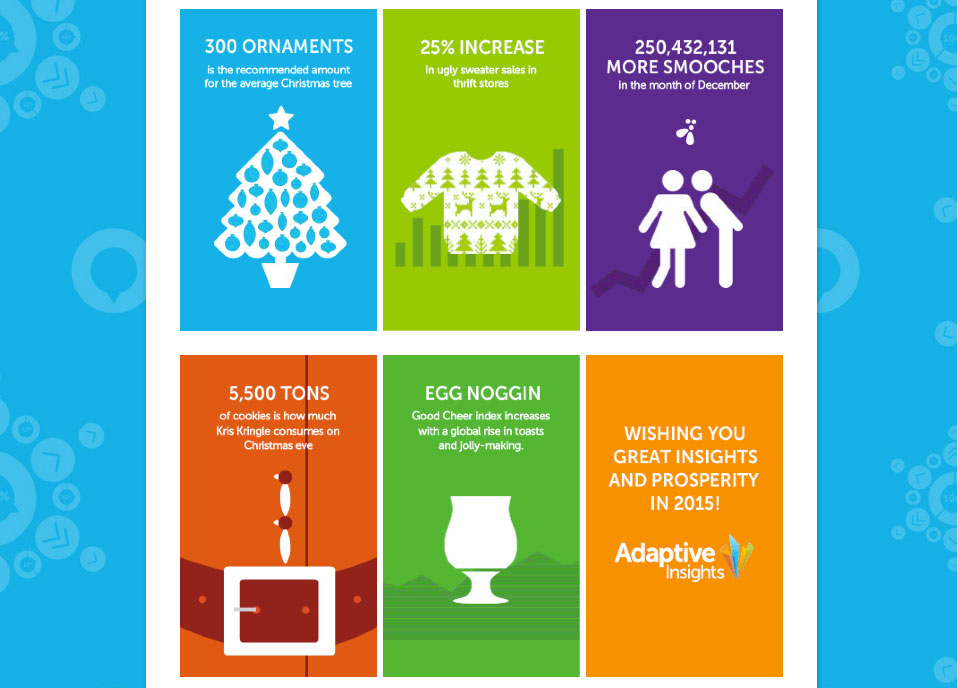 300 ORNAMENTS
is the recommended amount
for the average Christmas tree
25% INCREASE
in ugly sweater sales in
thrift stores
250,432,131
MORE SMOOCHES
in the month of December
5,500 TONS
of cookies is how much
Kris Kringle consumes on
Christmas eve
EGG NOGGIN
Good Cheer index increases
with a global rise in toasts
and jolly-making.
WISHING YOU
GREAT INSIGHTS
AND PROSPERITY
IN 2015!
Adaptive
Insights